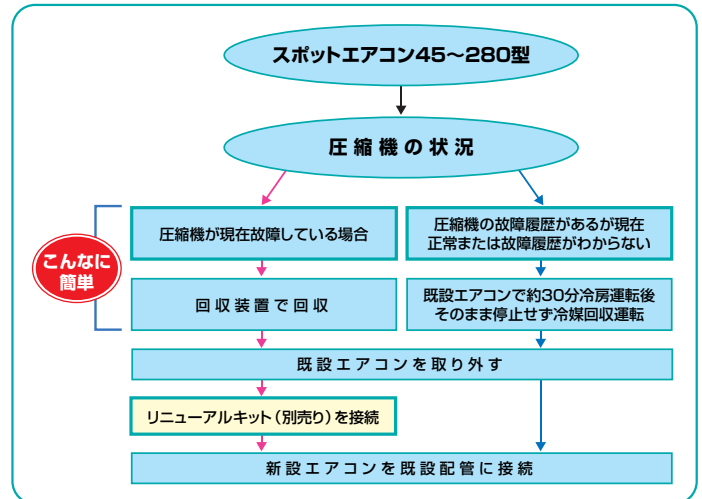 スポットエアコン45～280型
圧縮機の状況
こんなに
簡単
圧縮機が現在故障している場合
圧縮機の故障履歴があるが現在
正常または故障履歴がわからない
回収装置で回収
既設エアコンで約30分冷房運転後
そのまま停止せず冷媒回収運転
既設エアコンを取り外す
リニューアルキット（別売り）を接続
新設エアコンを既設配管に接続